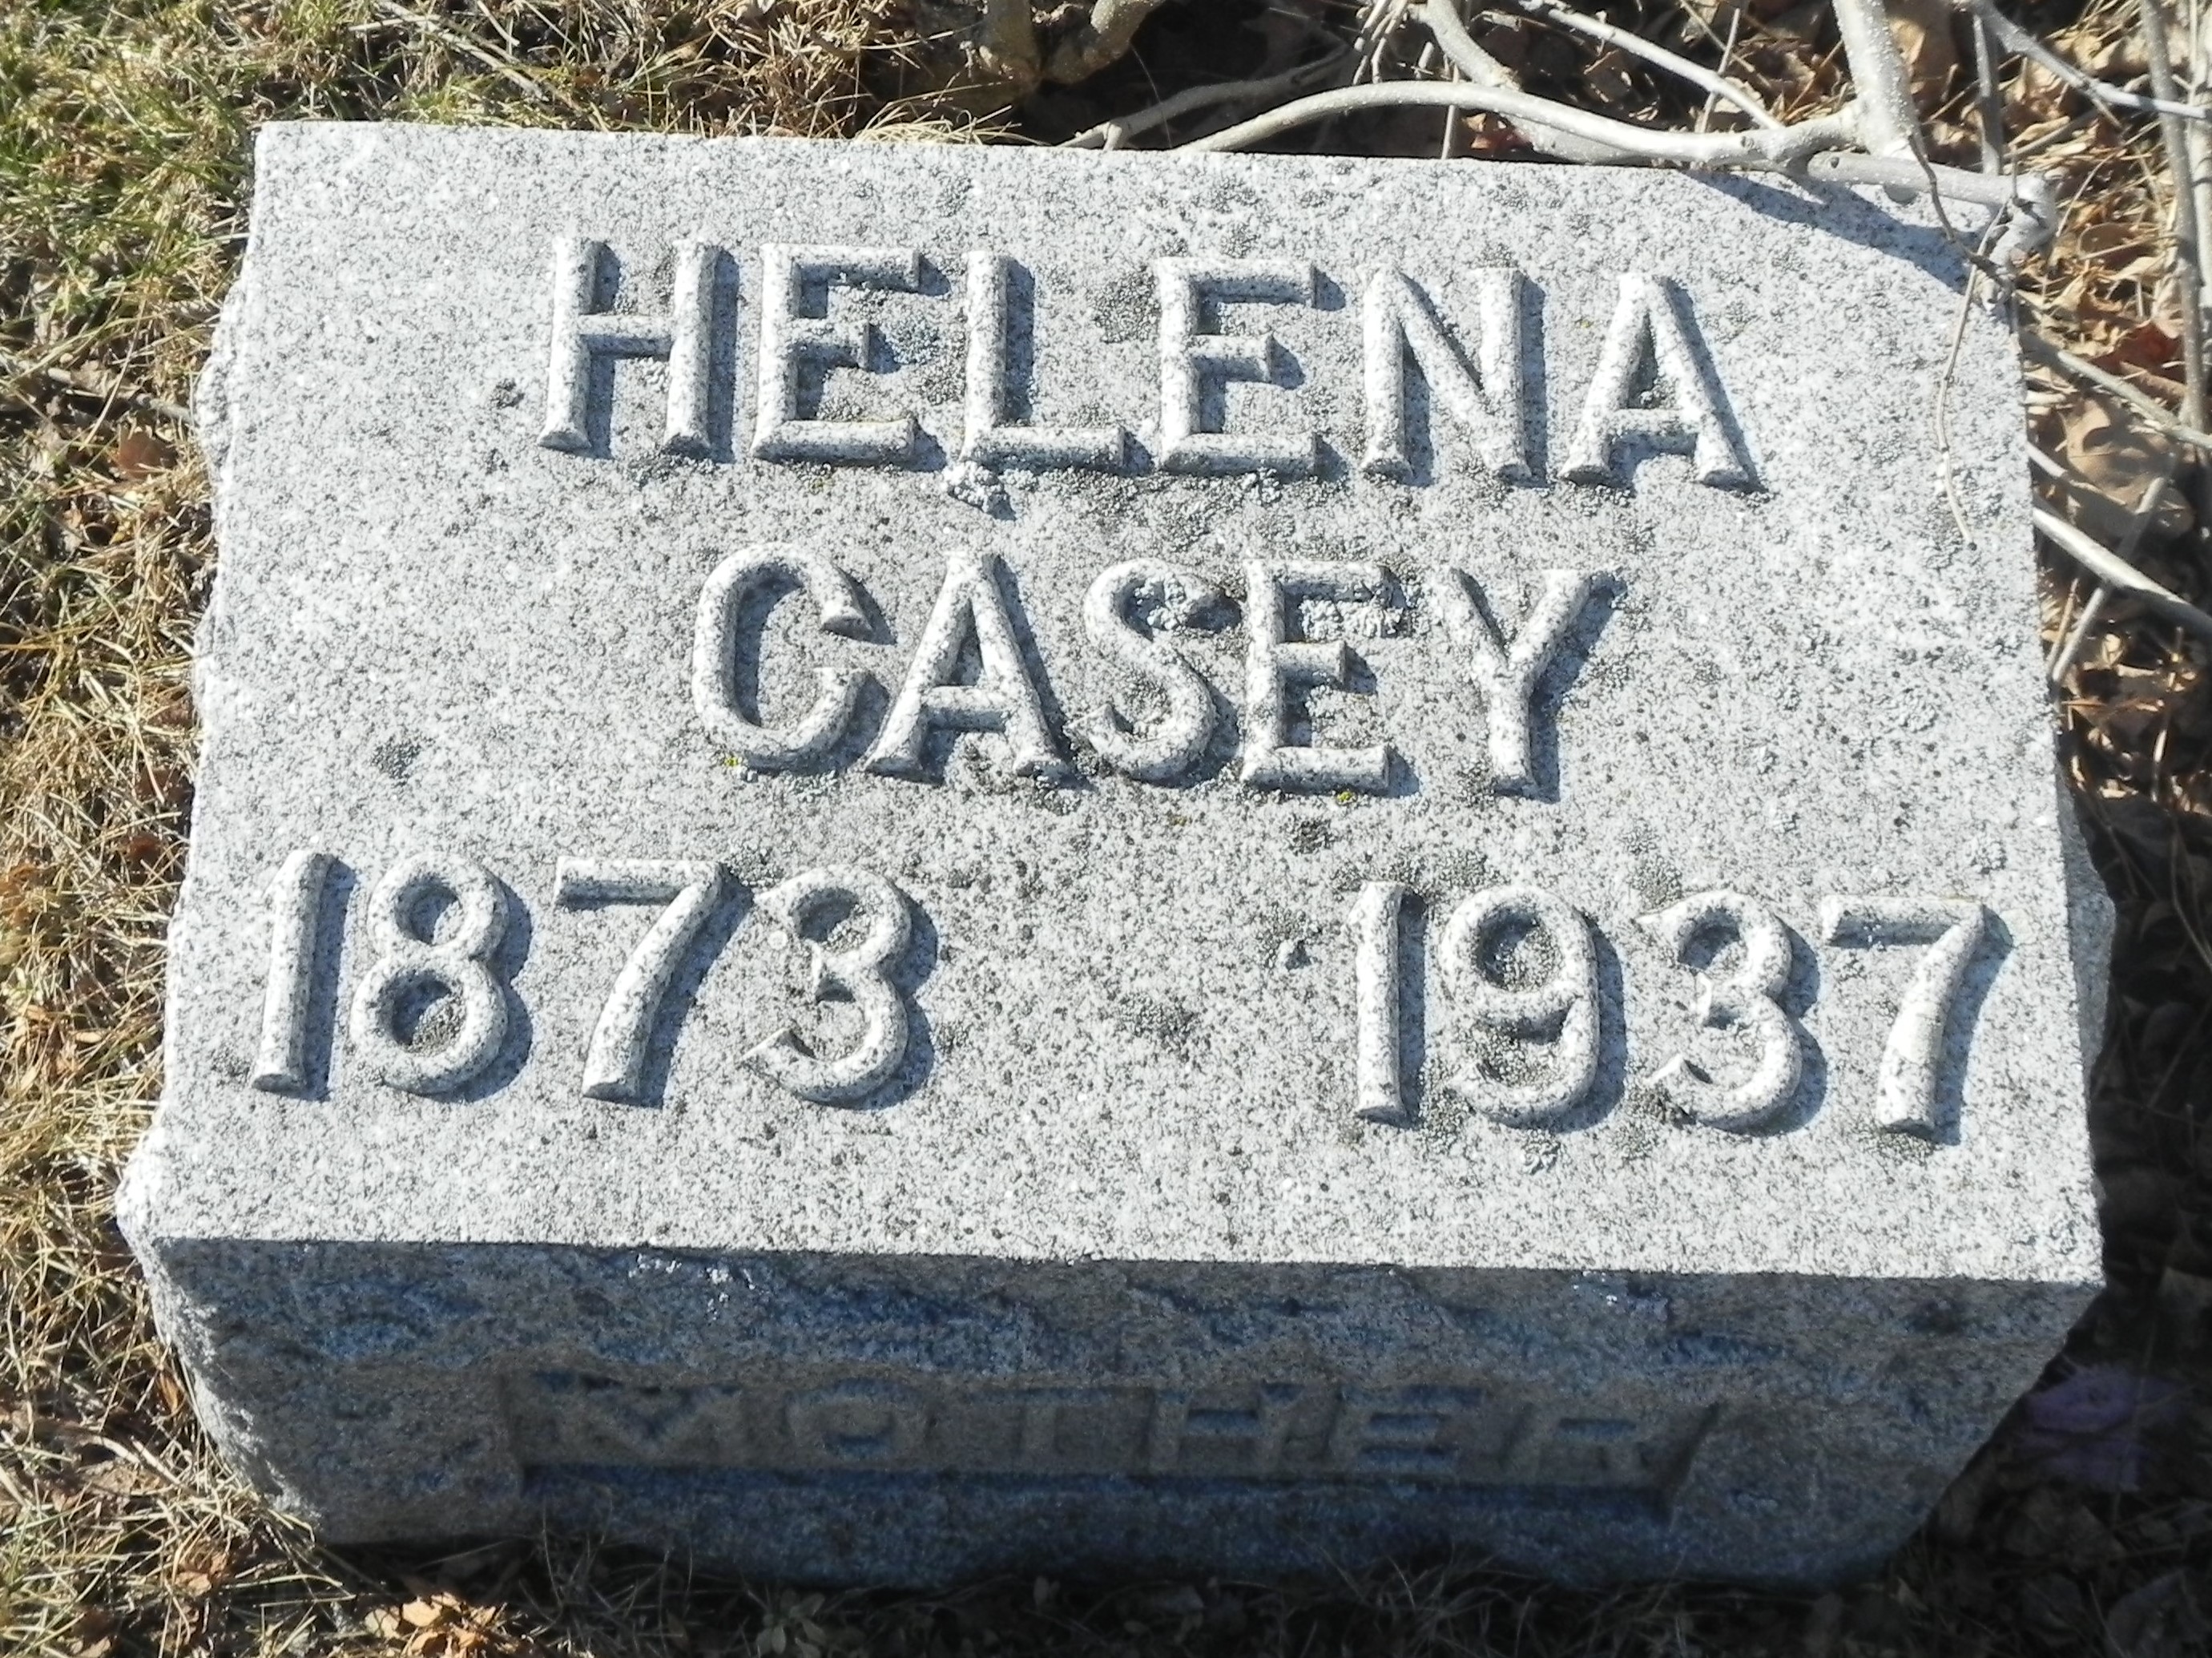 HELENA
CASEY
1873 1937
MOTHER